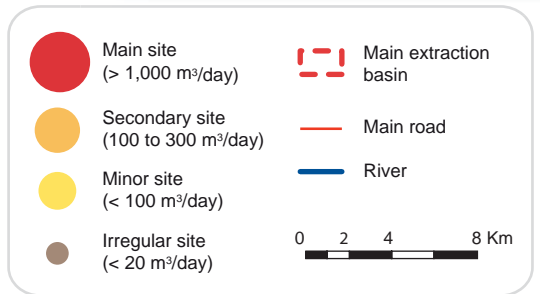 Main site
(> 1,000 m³/day)
Secondary site
(100 to 300 m³/day)
Minor site
(< 100 m³/day)
Irregular site
(< 20 m³/day)
Main extraction
basin
Main road
River
0 2 4 8 Km